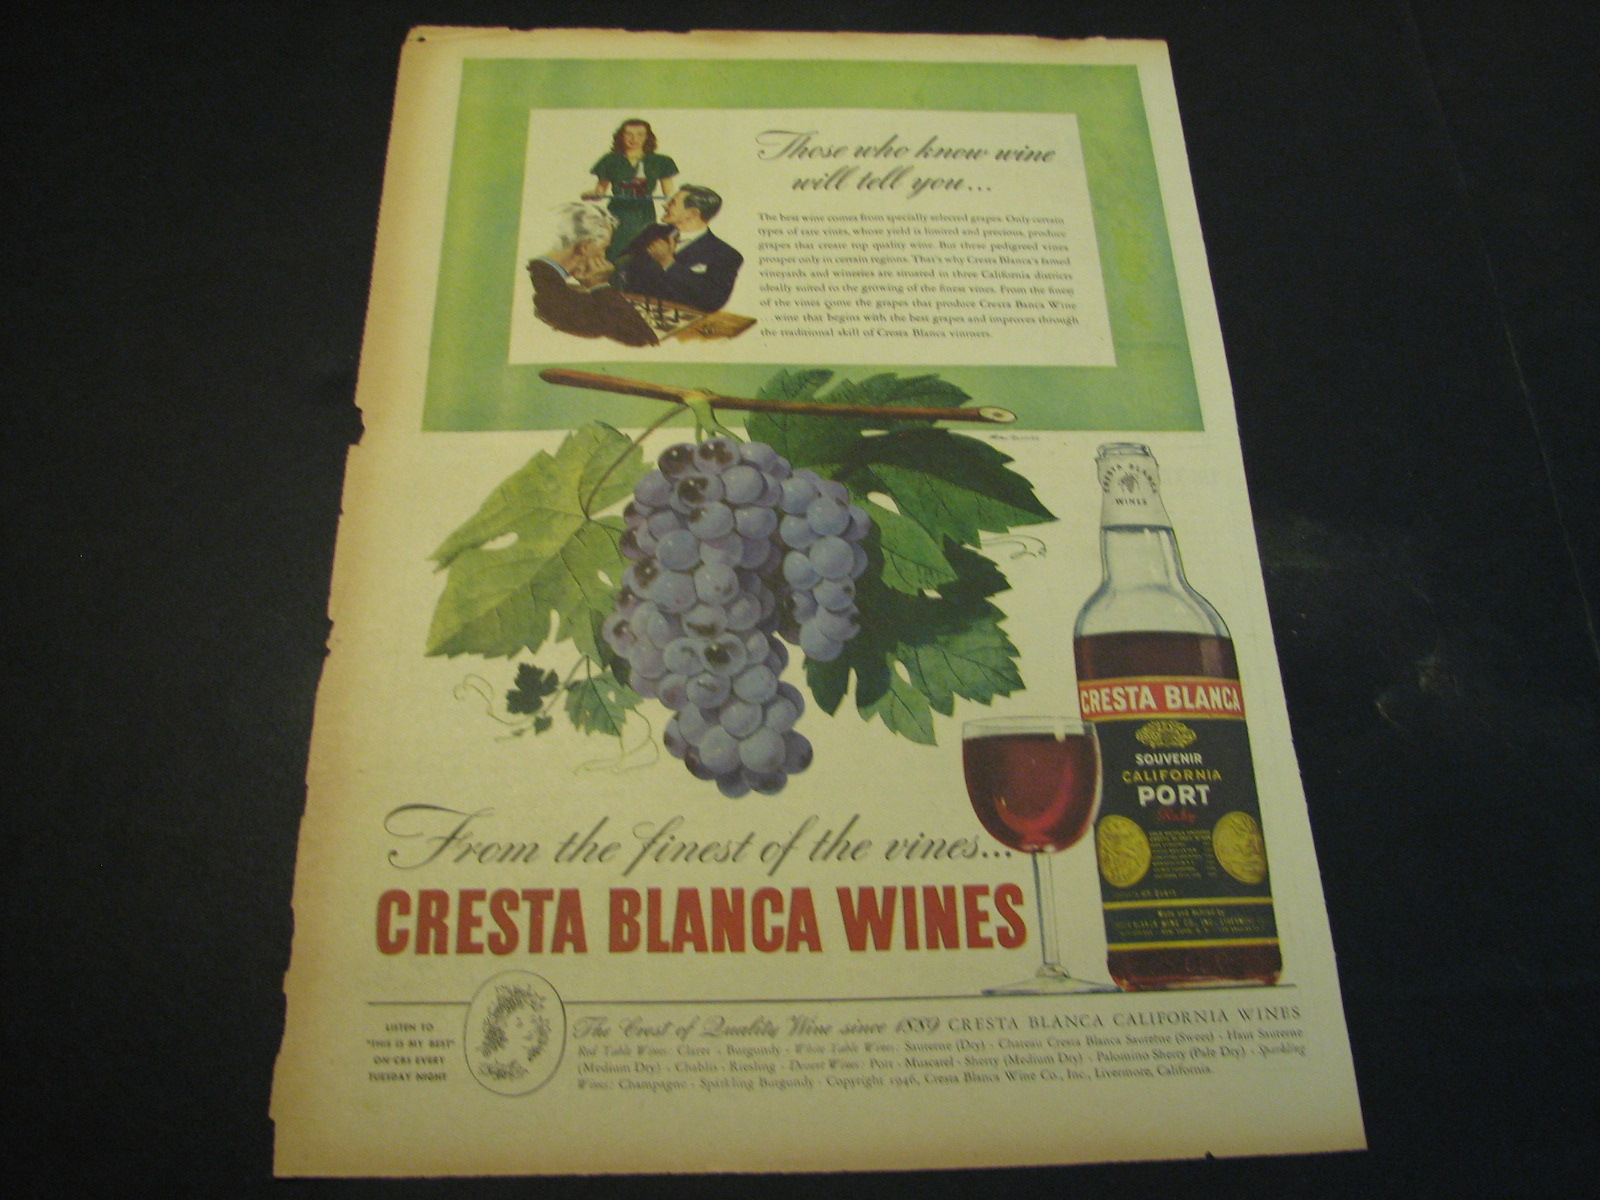 Those who know wine
will tell you...
The best wine comes from specially selected grapes. Only certain
types of rare vines, whose yield is limited and precious, produce
grapes that create top quality wine. But these pedigreed vines
prosper only in certain regions. That's why Cresta Blanca's famed
vineyards and wineries are situated in three California districts
ideally suited to the growing of the finest vines. From the finest
of the vines come the grapes that produce Cresta Banca Wine
...wine that begins with the best grapes and improves through
the traditional skill of Cresta Blanca vintners.
CRESTA BLANCA
WINES
CRESTA BLANCA
SOUVENIR
CALIFORNIA
PORT
Ruby
From the finest of the vines...
CRESTA BLANCA WINES
LISTEN TO
"THIS IS MY BEST"
ON CBS EVERY
TUESDAY NIGHT
The Crest of Quality Wine since 1889 CRESTA BLANCA CALIFORNIA WINES
Red Table Wines: Claret - Burgundy - White Table Wines: Sauterne (Dry) - Chateau Cresta Blanca Sauterne (Sweet) - Haut Sauterne
(Medium Dry) - Chablis - Riesling - Dessert Wines: Port - Muscatel - Sherry (Medium Dry) - Palomino Sherry (Pale Dry) - Sparkling
Wines: Champagne - Sparkling Burgundy - Copyright 1946, Cresta Blanca Wine Co., Inc., Livermore, California.